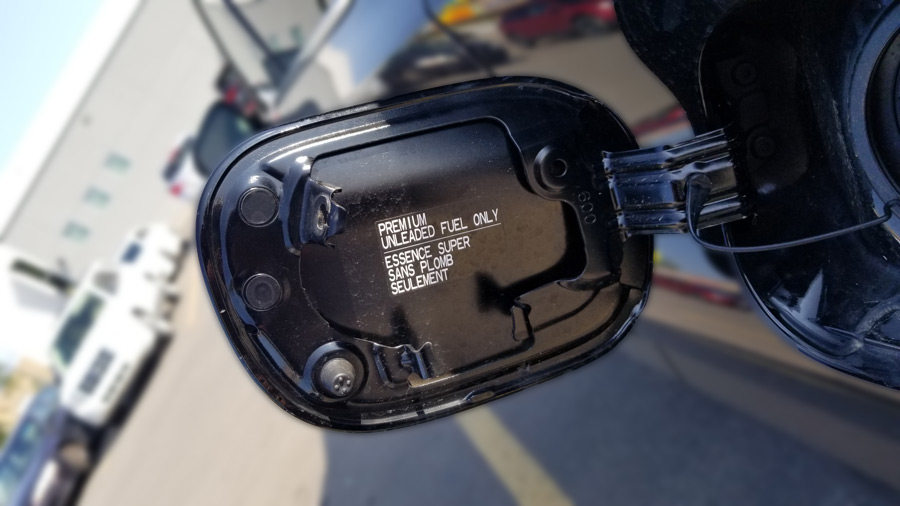 PREMIUM
UNLEADED FUEL ONLY
ESSENCE SUPER
SANS PLOMB
SEULEMENT